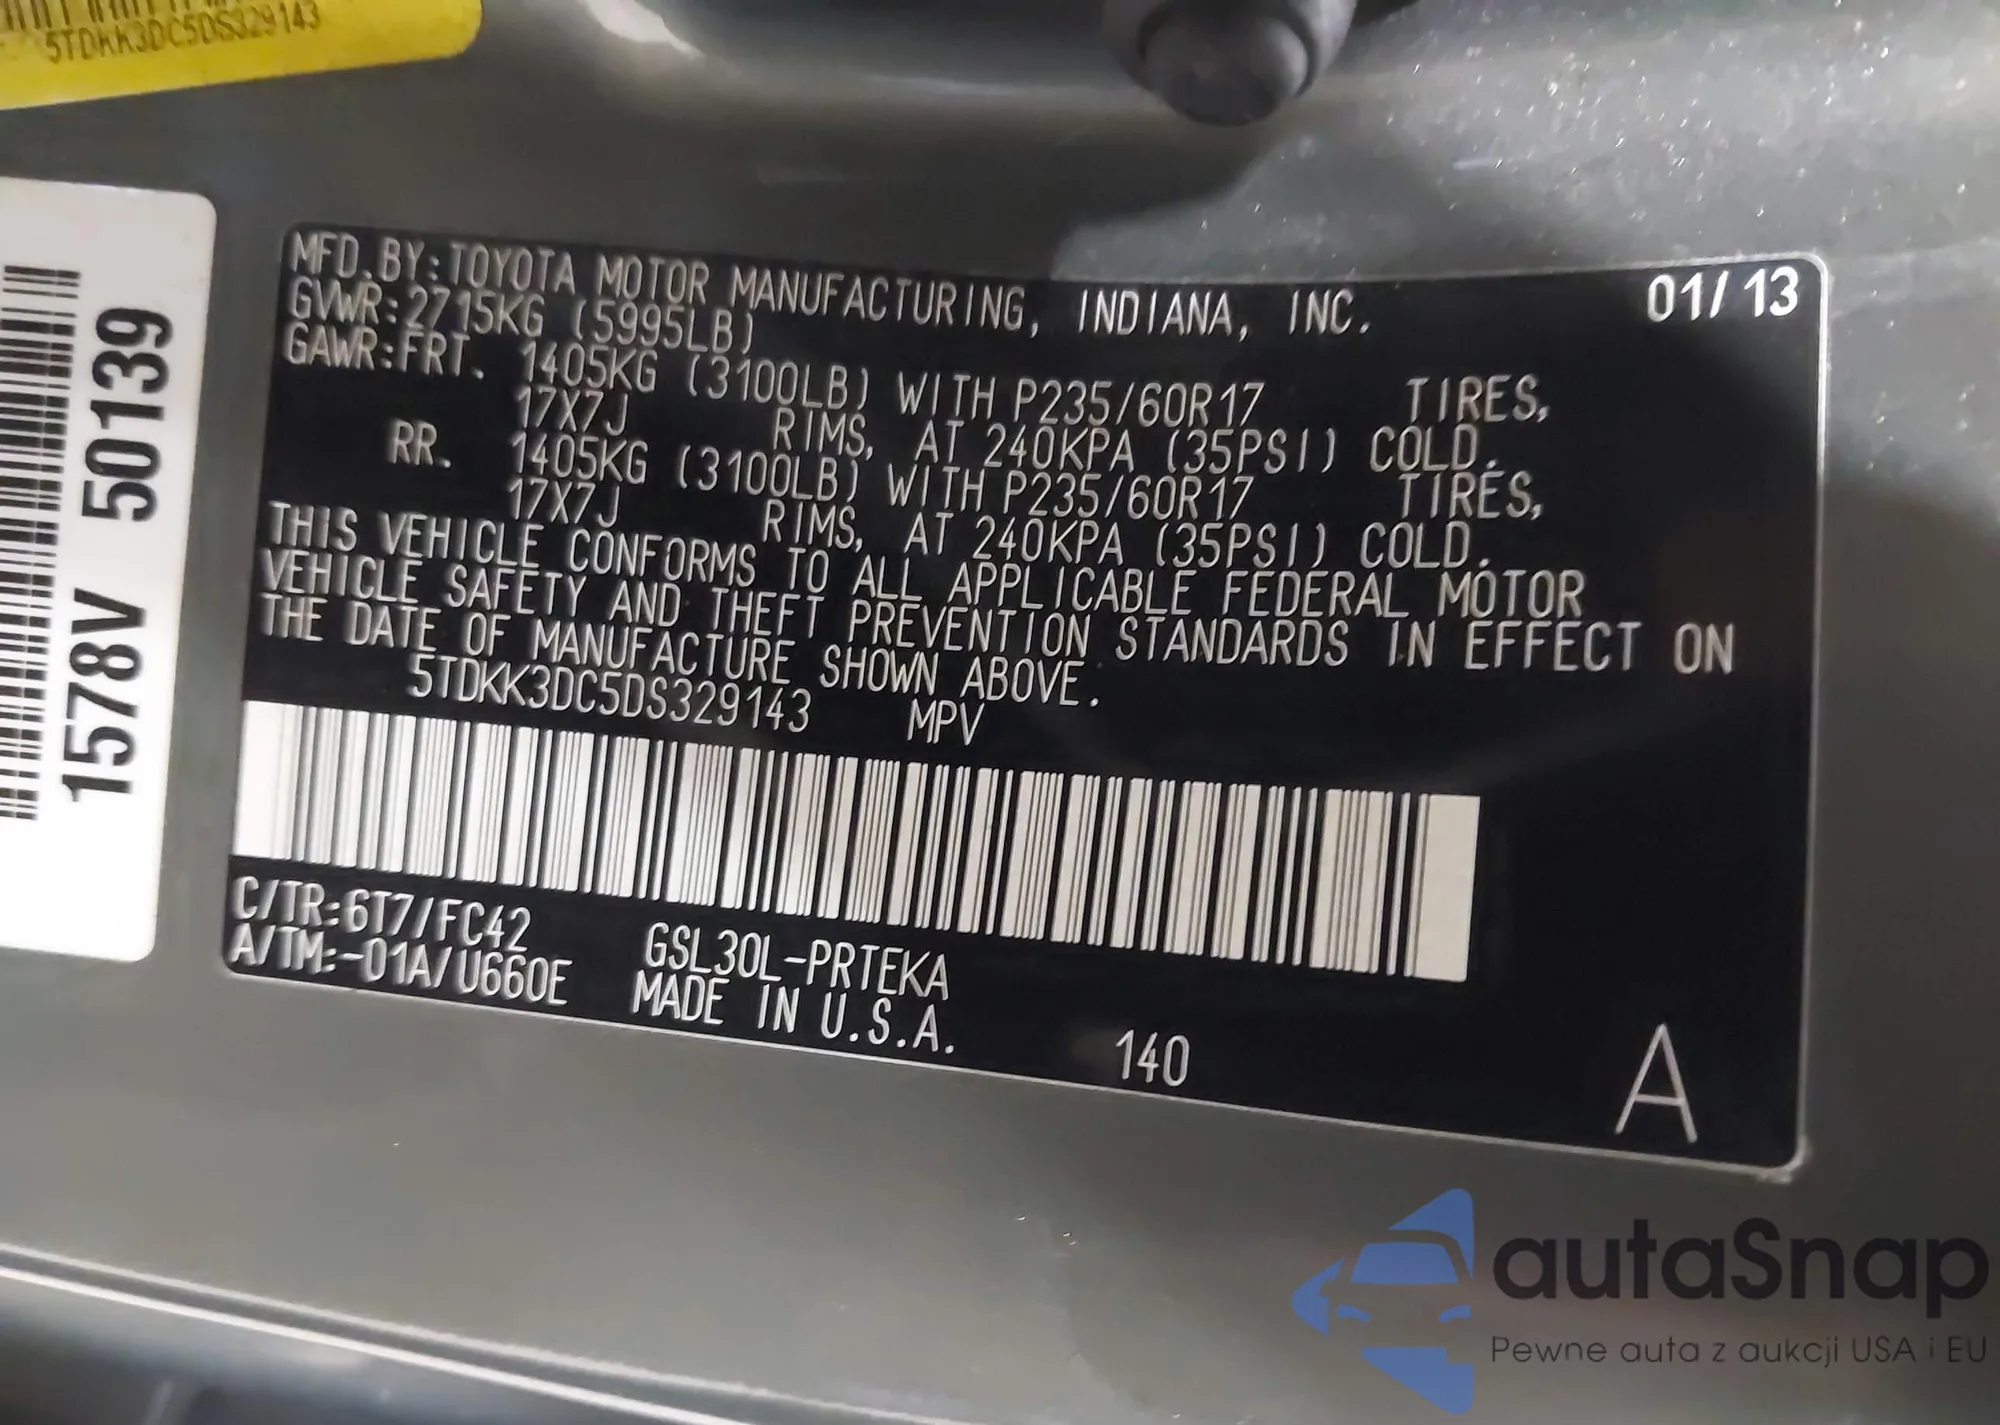 5TDKK3DC5DS329143
1578V 50139
MFD.BY:TOYOTA MOTOR MANUFACTURING, INDIANA, INC. 01/13
GVWR:2715KG (5995LB)
GAWR:FRT. 1405KG (3100LB) WITH P235/60R17 TIRES,
17X7J RIMS, AT 240KPA (35PSI) COLD.
RR. 1405KG (3100LB) WITH P235/60R17 TIRES,
17X7J RIMS, AT 240KPA (35PSI) COLD.
THIS VEHICLE CONFORMS TO ALL APPLICABLE FEDERAL MOTOR
VEHICLE SAFETY AND THEFT PREVENTION STANDARDS IN EFFECT ON
THE DATE OF MANUFACTURE SHOWN ABOVE.
5TDKK3DC5DS329143 MPV
C/TR:6T7/FC42 GSL30L-PRTEKA
A/TM:-01A/U660E MADE IN U.S.A.
140
A
autaSnap
Pewne auta z aukcji USA i EU